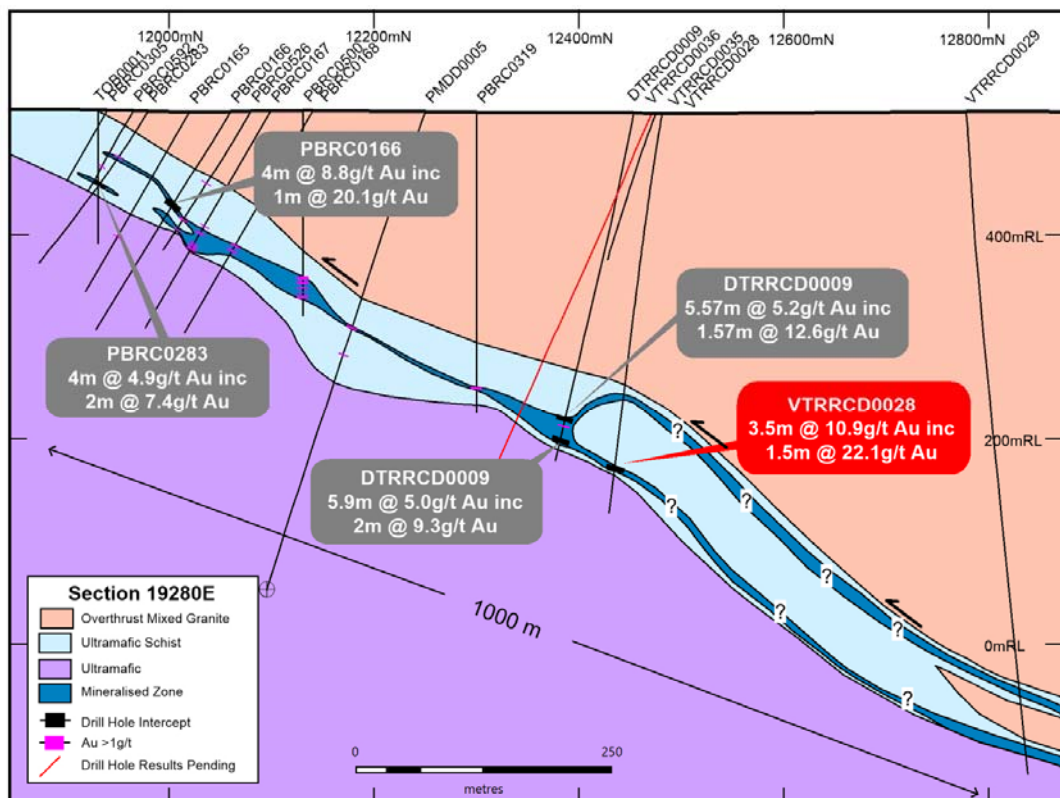 12000mN
12200mN
12400mN
12600mN
12800mN
TOB0001
PBRC0305
PBRC0592
PBRC0283
PBRC0165
PBRC0166
PBRC0526
PBRC0167
PBRC0500
PBRC0168
PMDD0005
PBRC0319
DTRRCD0009
VTRRCD0036
VTRRCD0035
VTRRCD0028
VTRRCD0029
PBRC0166
4m @ 8.8g/t Au inc
1m @ 20.1g/t Au
400mRL
DTRRCD0009
5.57m @ 5.2g/t Au inc
1.57m @ 12.6g/t Au
PBRC0283
4m @ 4.9g/t Au inc
2m @ 7.4g/t Au
VTRRCD0028
3.5m @ 10.9g/t Au inc
1.5m @ 22.1g/t Au
200mRL
DTRRCD0009
5.9m @ 5.0g/t Au inc
2m @ 9.3g/t Au
?
?
?
?
?
?
?
?
1000 m
0mRL
Section 19280E
Overthrust Mixed Granite
Ultramafic Schist
Ultramafic
Mineralised Zone
Drill Hole Intercept
Au >1g/t
Drill Hole Results Pending
0
250
metres